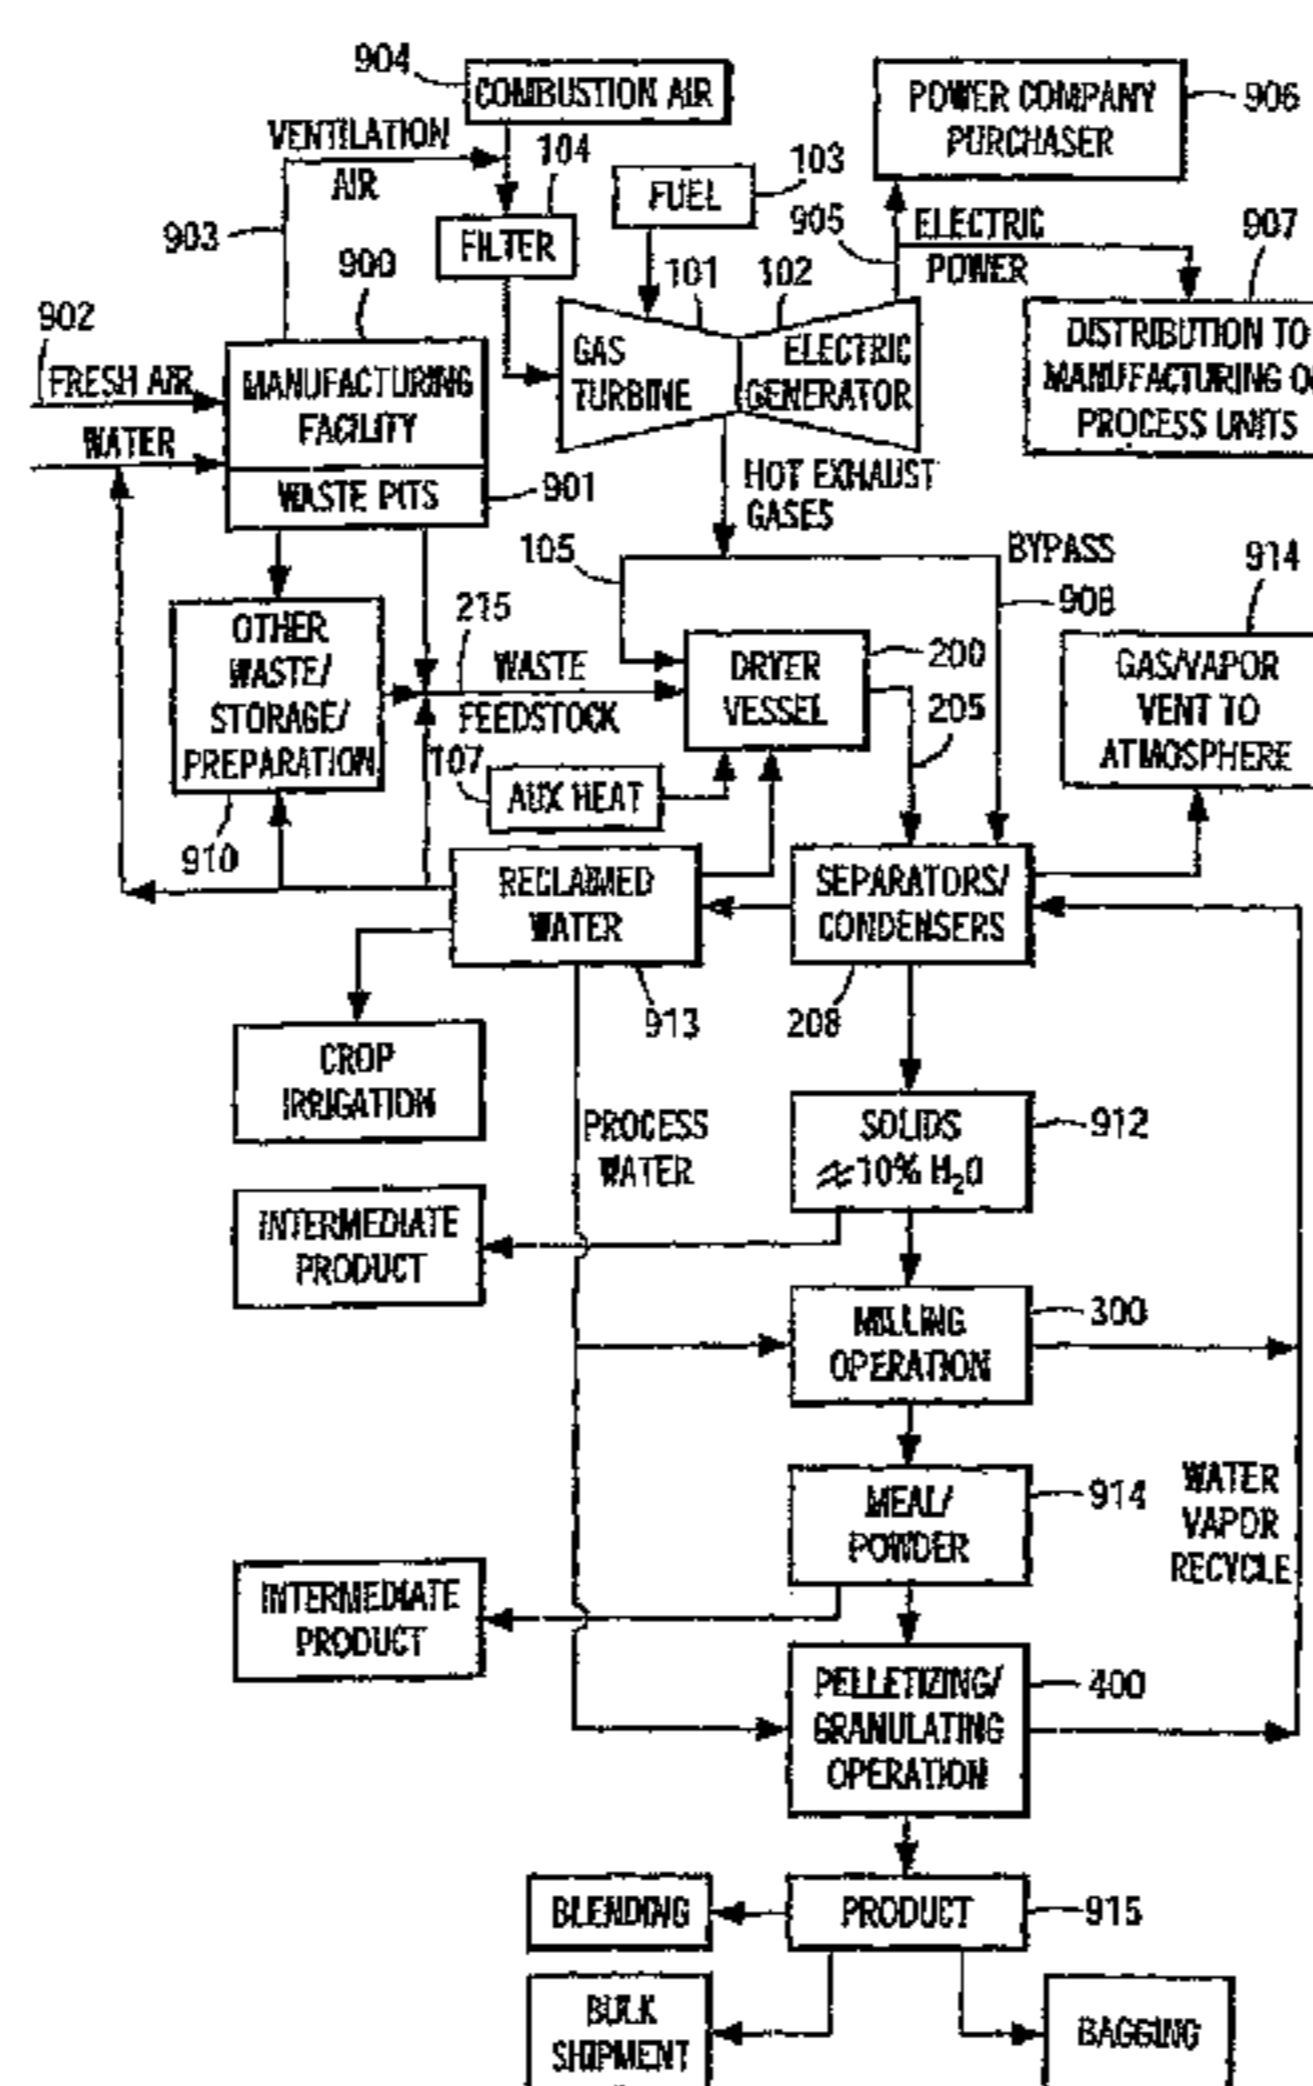 904
COMBUSTION AIR
POWER COMPANY
PURCHASER
906
VENTILATION
AIR
104
FUEL
103
903
FILTER
905
ELECTRIC
POWER
907
900
101
102
902
FRESH AIR
WATER
MANUFACTURING
FACILITY
WASTE PITS
901
GAS
TURBINE
ELECTRIC
GENERATOR
DISTRIBUTION TO
MANUFACTURING
PROCESS UNITS
HOT EXHAUST
GASES
105
BYPASS
908
914
OTHER
WASTE/
STORAGE/
PREPARATION
910
215
WASTE
FEEDSTOCK
DRYER
VESSEL
200
205
GAS/VAPOR
VENT TO
ATMOSPHERE
107
AUX HEAT
RECLAIMED
WATER
913
SEPARATORS/
CONDENSERS
208
CROP
IRRIGATION
PROCESS
WATER
SOLIDS
≈10% H₂O
912
INTERMEDIATE
PRODUCT
MILLING
OPERATION
300
MEAL/
POWDER
914
WATER
VAPOR
RECYCLE
INTERMEDIATE
PRODUCT
PELLETIZING/
GRANULATING
OPERATION
400
BLENDING
PRODUCT
915
BULK
SHIPMENT
BAGGING